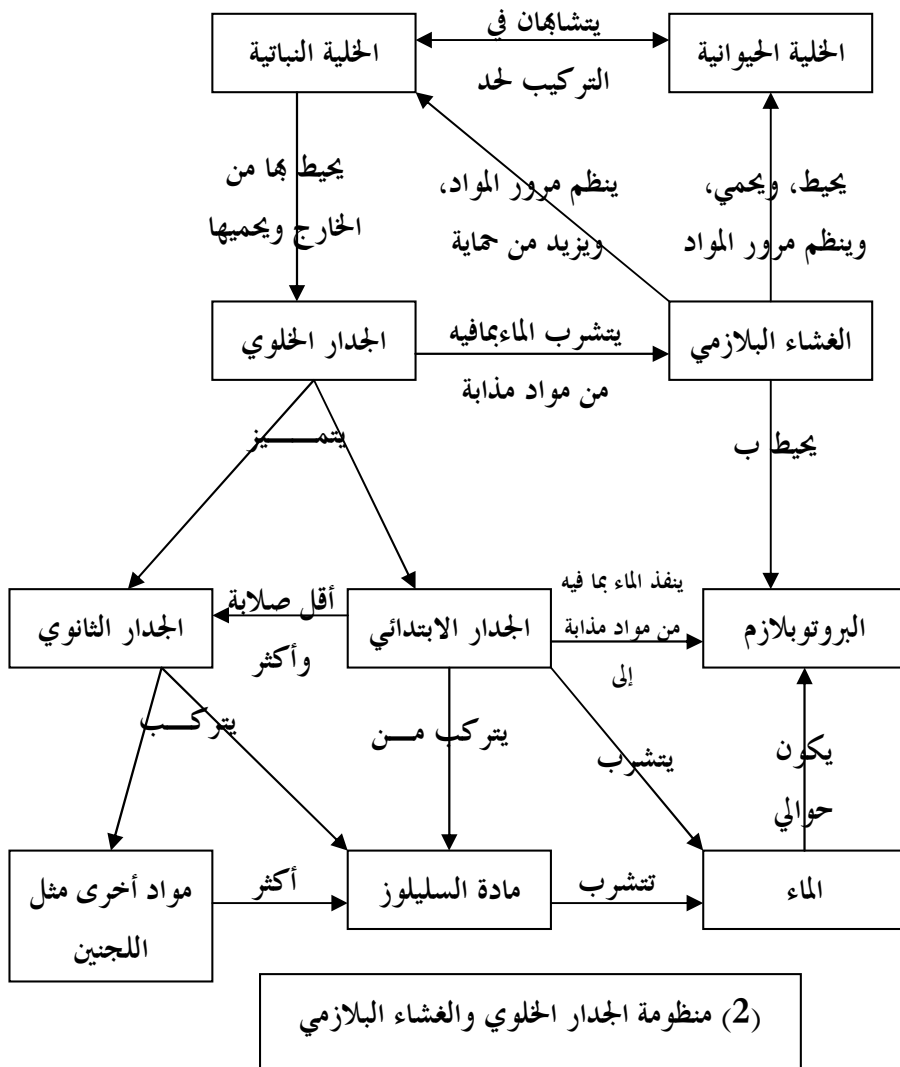 الخلية الحيوانية
يتشابهان في
التركيب لحد
الخلية النباتية
يحيط، ويحمي،
وينظم مرور المواد
ينظم مرور المواد،
ويزيد من حماية
يحيط بها من
الخارج ويحميها
الغشاء البلازمي
يتشرب الماءبمافيه
من مواد مذابة
الجدار الخلوي
يحيط ب
يتمـــــيز
البروتوبلازم
ينفذ الماء بما فيه
من مواد مذابة
إلى
الجدار الابتدائي
أقل صلابة
وأكثر
الجدار الثانوي
يكون
حوالي
يتشرب
يتركب مــن
يتركـــب
الماء
تتشرب
مادة السليلوز
أكثر
مواد أخرى مثل
اللجنين
(2) منظومة الجدار الخلوي والغشاء البلازمي